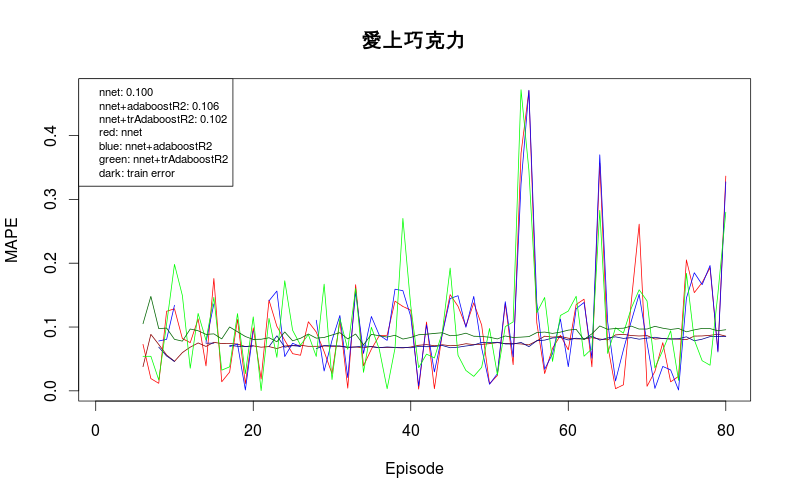 愛上巧克力
nnet: 0.100
nnet+adaboostR2: 0.106
nnet+trAdaboostR2: 0.102
red: nnet
blue: nnet+adaboostR2
green: nnet+trAdaboostR2
dark: train error
MAPE
0.4
0.3
0.2
0.1
0.0
0 20 40 60 80
Episode